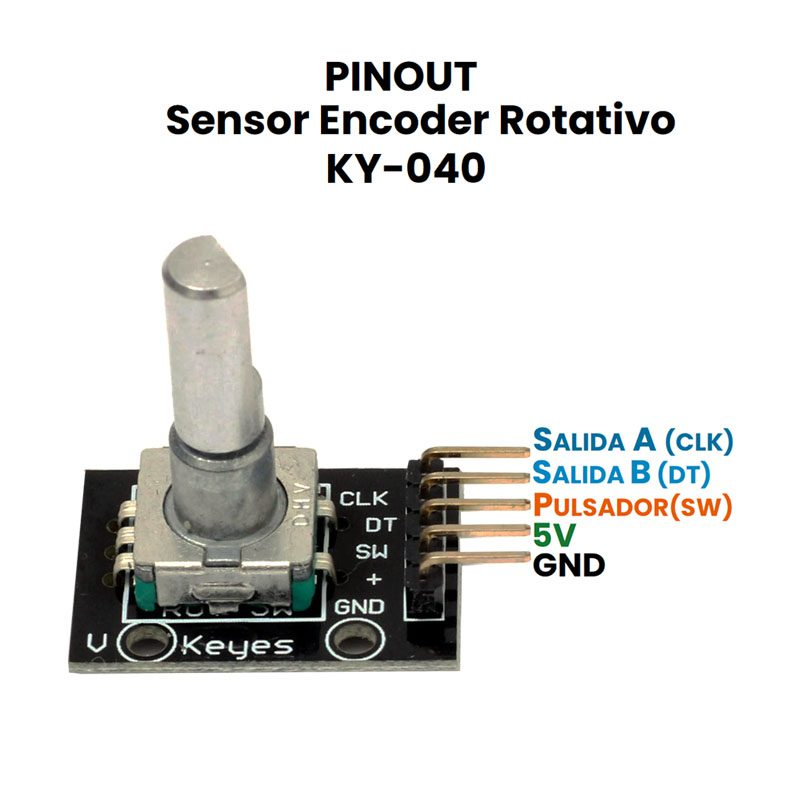 PINOUT
Sensor Encoder Rotativo
KY-040
SALIDA A (CLK)
SALIDA B (DT)
PULSADOR(SW)
5V
GND
CLK
DT
SW
+
GND
V
Keyes